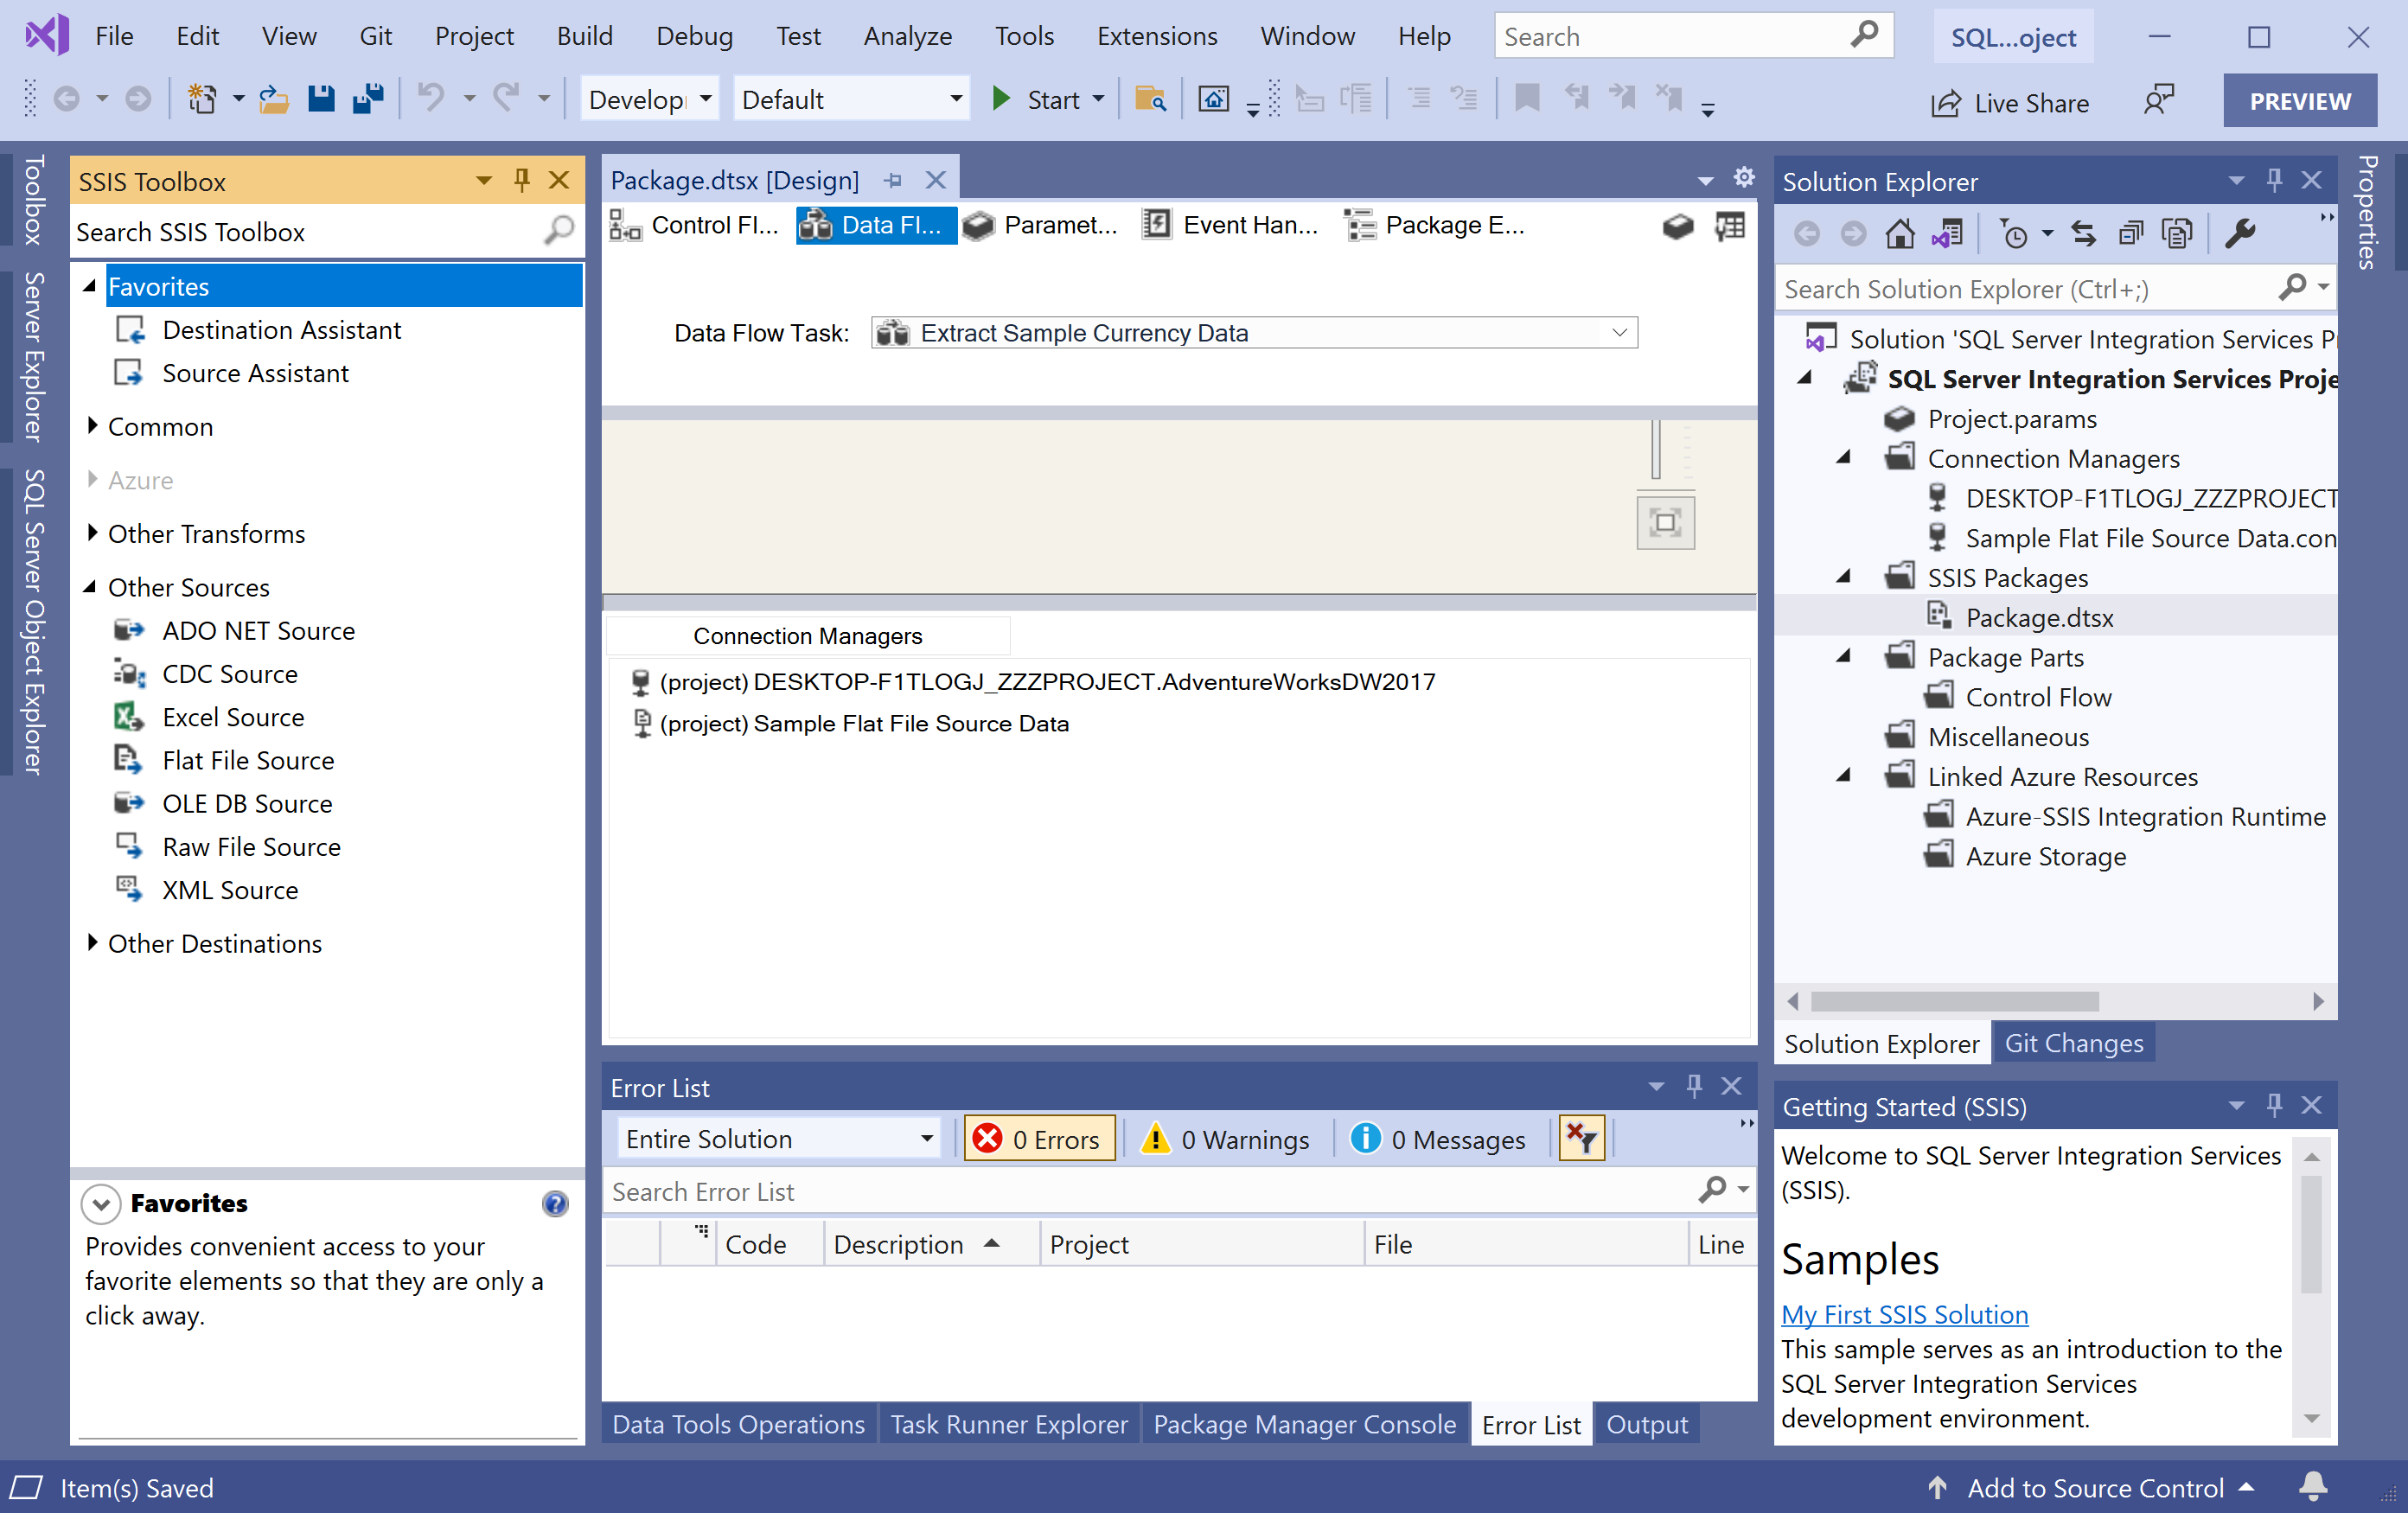 File Edit View Git Project Build Debug Test Analyze Tools Extensions Window Help Search SQL...oject
Develop Default Start Live Share PREVIEW
Toolbox
Server Explorer
SQL Server Object Explorer
SSIS Toolbox
Search SSIS Toolbox
Favorites
Destination Assistant
Source Assistant
Common
Azure
Other Transforms
Other Sources
ADO NET Source
CDC Source
Excel Source
Flat File Source
OLE DB Source
Raw File Source
XML Source
Other Destinations
Favorites
Provides convenient access to your
favorite elements so that they are only a
click away.
Package.dtsx [Design]
Control Fl... Data Fl... Paramet... Event Han... Package E...
Data Flow Task: Extract Sample Currency Data
Connection Managers
(project) DESKTOP-F1TLOGJ_ZZZPROJECT.AdventureWorksDW2017
(project) Sample Flat File Source Data
Error List
Entire Solution 0 Errors 0 Warnings 0 Messages
Search Error List
Code Description Project File Line
Data Tools Operations Task Runner Explorer Package Manager Console Error List Output
Solution Explorer
Search Solution Explorer (Ctrl+;)
Solution 'SQL Server Integration Services P
SQL Server Integration Services Proje
Project.params
Connection Managers
DESKTOP-F1TLOGJ_ZZZPROJECT
Sample Flat File Source Data.con
SSIS Packages
Package.dtsx
Package Parts
Control Flow
Miscellaneous
Linked Azure Resources
Azure-SSIS Integration Runtime
Azure Storage
Solution Explorer Git Changes
Getting Started (SSIS)
Welcome to SQL Server Integration Services
(SSIS).
Samples
My First SSIS Solution
This sample serves as an introduction to the
SQL Server Integration Services
development environment.
Properties
Item(s) Saved Add to Source Control